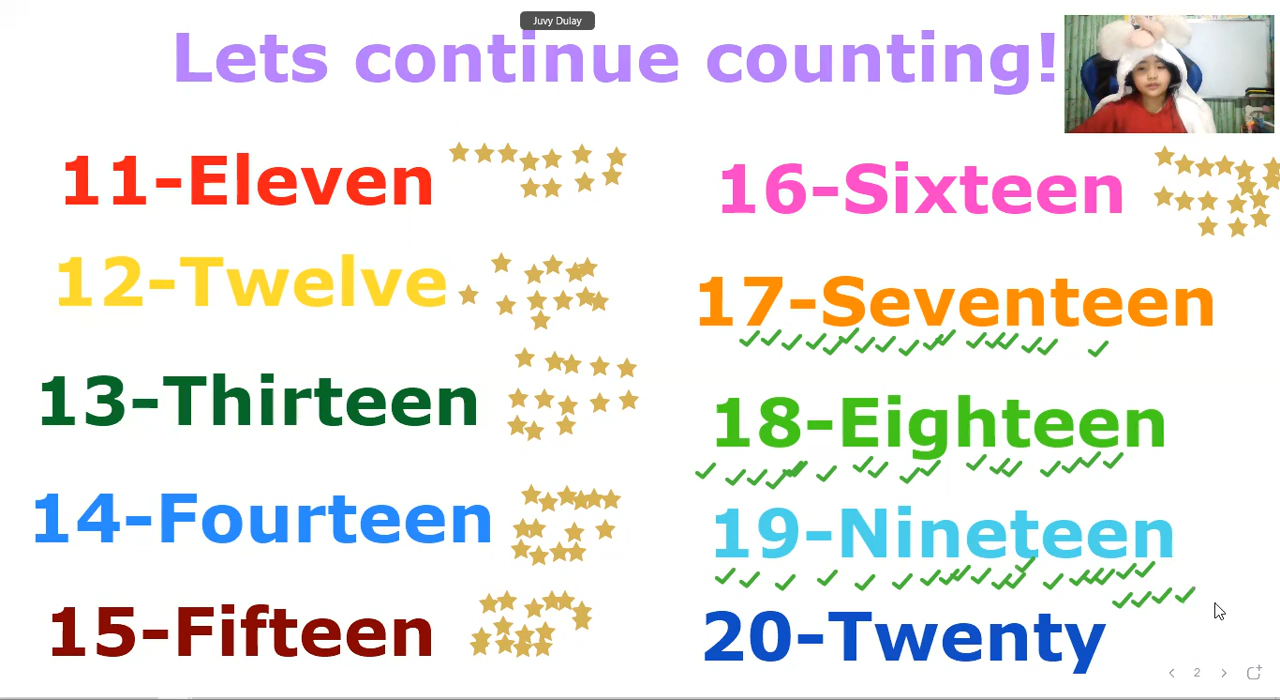 Juvy Dulay
Lets continue counting!
11-Eleven
12-Twelve
13-Thirteen
14-Fourteen
15-Fifteen
16-Sixteen
17-Seventeen
18-Eighteen
19-Nineteen
20-Twenty
2